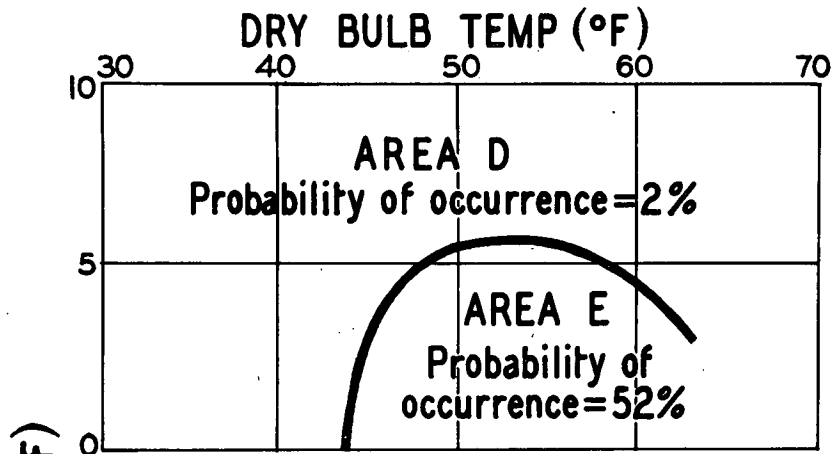 DRY BULB TEMP (°F)
30 40 50 60 70
10
AREA D
Probability of occurrence=2%
5
AREA E
Probability of
occurrence=52%
0